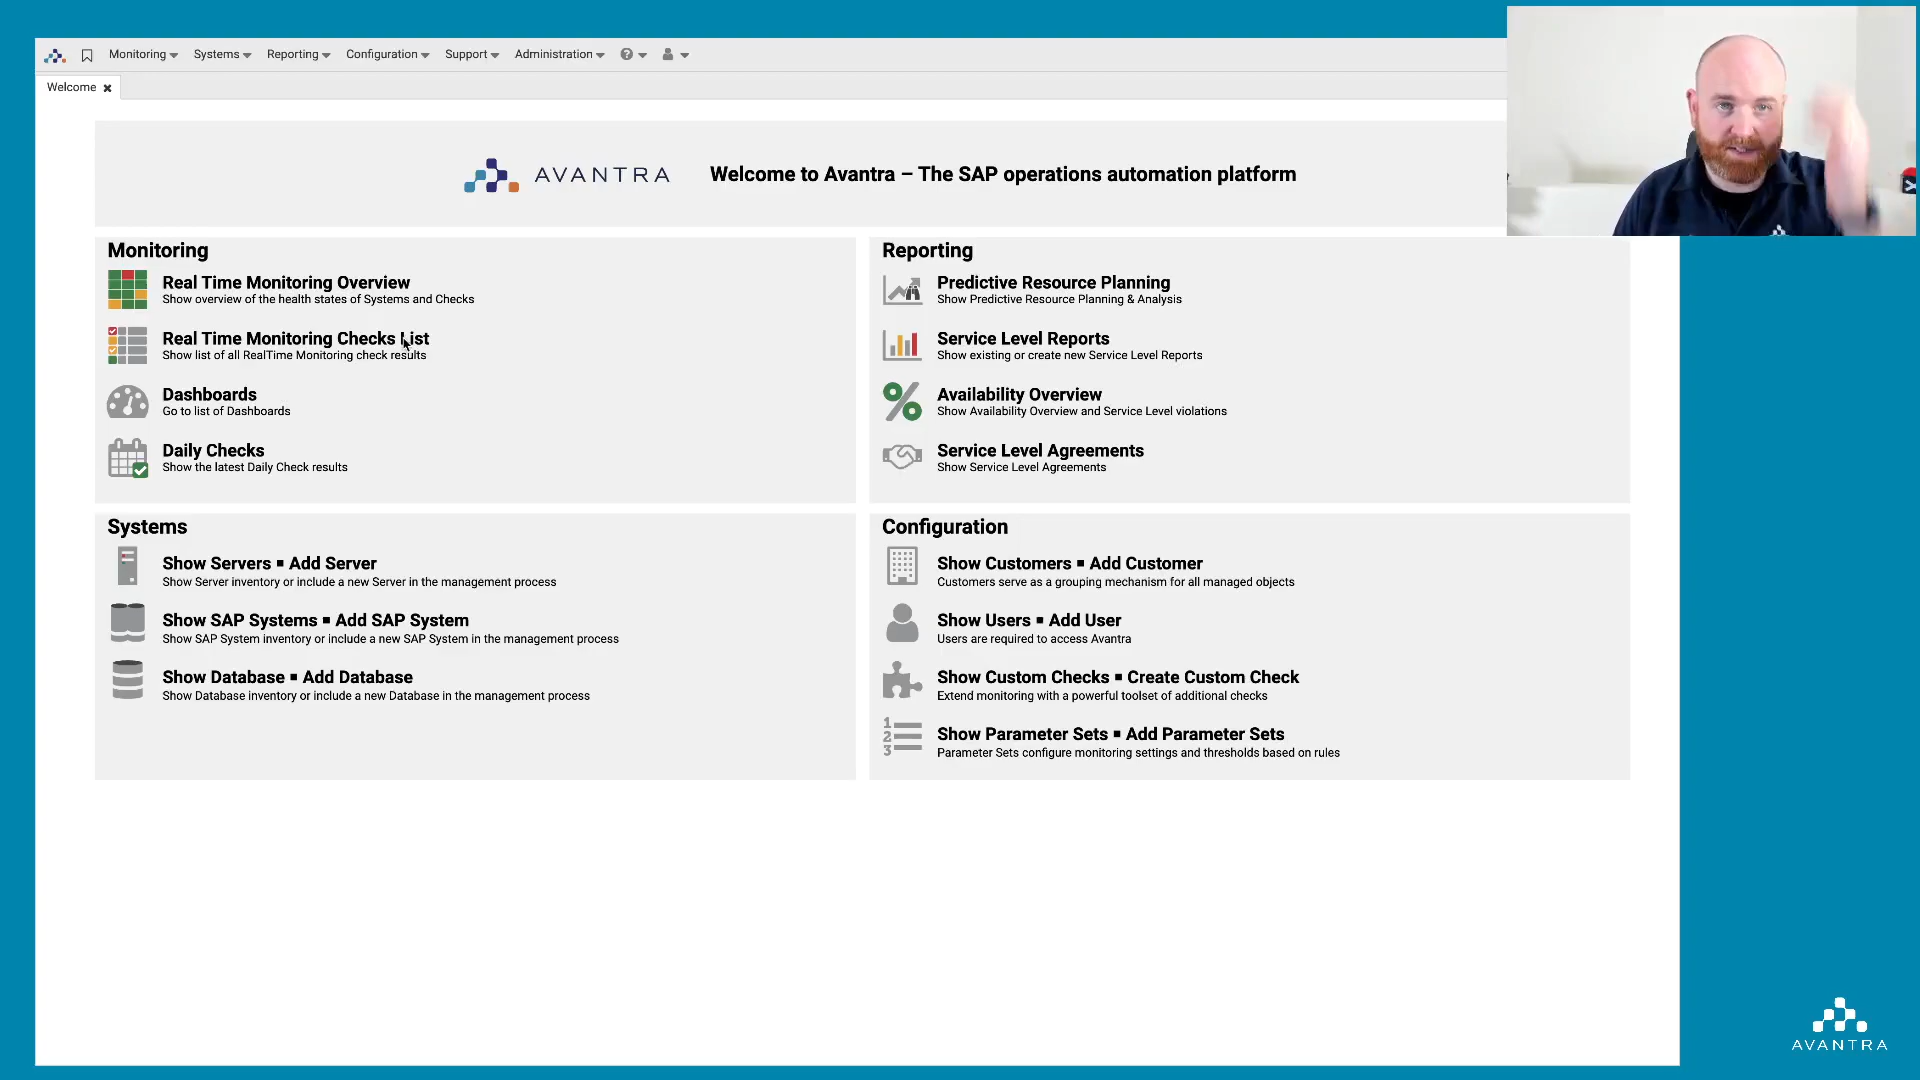 Monitoring Systems Reporting Configuration Support Administration
Welcome
AVANTRA Welcome to Avantra – The SAP operations automation platform
Monitoring
Real Time Monitoring Overview
Show overview of the health states of Systems and Checks
Real Time Monitoring Checks List
Show list of all RealTime Monitoring check results
Dashboards
Go to list of Dashboards
Daily Checks
Show the latest Daily Check results
Reporting
Predictive Resource Planning
Show Predictive Resource Planning & Analysis
Service Level Reports
Show existing or create new Service Level Reports
Availability Overview
Show Availability Overview and Service Level violations
Service Level Agreements
Show Service Level Agreements
Systems
Show Servers ▪ Add Server
Show Server inventory or include a new Server in the management process
Show SAP Systems ▪ Add SAP System
Show SAP System inventory or include a new SAP System in the management process
Show Database ▪ Add Database
Show Database inventory or include a new Database in the management process
Configuration
Show Customers ▪ Add Customer
Customers serve as a grouping mechanism for all managed objects
Show Users ▪ Add User
Users are required to access Avantra
Show Custom Checks ▪ Create Custom Check
Extend monitoring with a powerful toolset of additional checks
1
2
3
Show Parameter Sets ▪ Add Parameter Sets
Parameter Sets configure monitoring settings and thresholds based on rules
AVANTRA